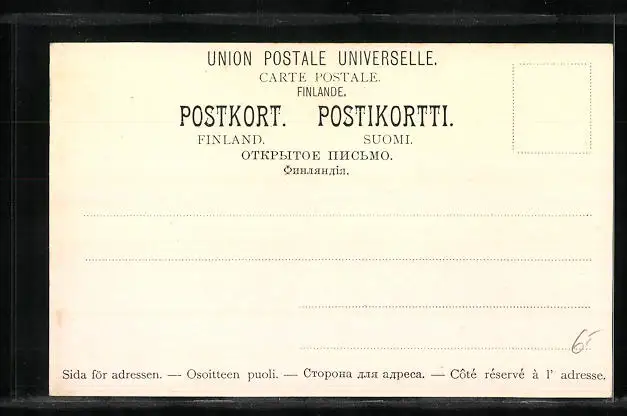 UNION POSTALE UNIVERSELLE.
CARTE POSTALE.
FINLANDE.
POSTKORT. POSTIKORTTI.
FINLAND. SUOMI.
ОТКРЫТОЕ ПИСЬМО.
Финляндія.
Sida för adressen. — Osoitteen puoli. — Сторона для адреса. — Côté réservé à l' adresse.